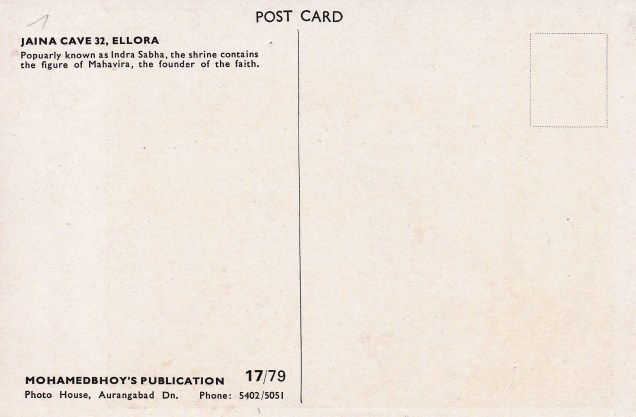 1
POST CARD
JAINA CAVE 32, ELLORA
Popuarly known as Indra Sabha, the shrine contains
the figure of Mahavira, the founder of the faith.
MOHAMEDBHOY'S PUBLICATION 17/79
Photo House, Aurangabad Dn. Phone: 5402/5051